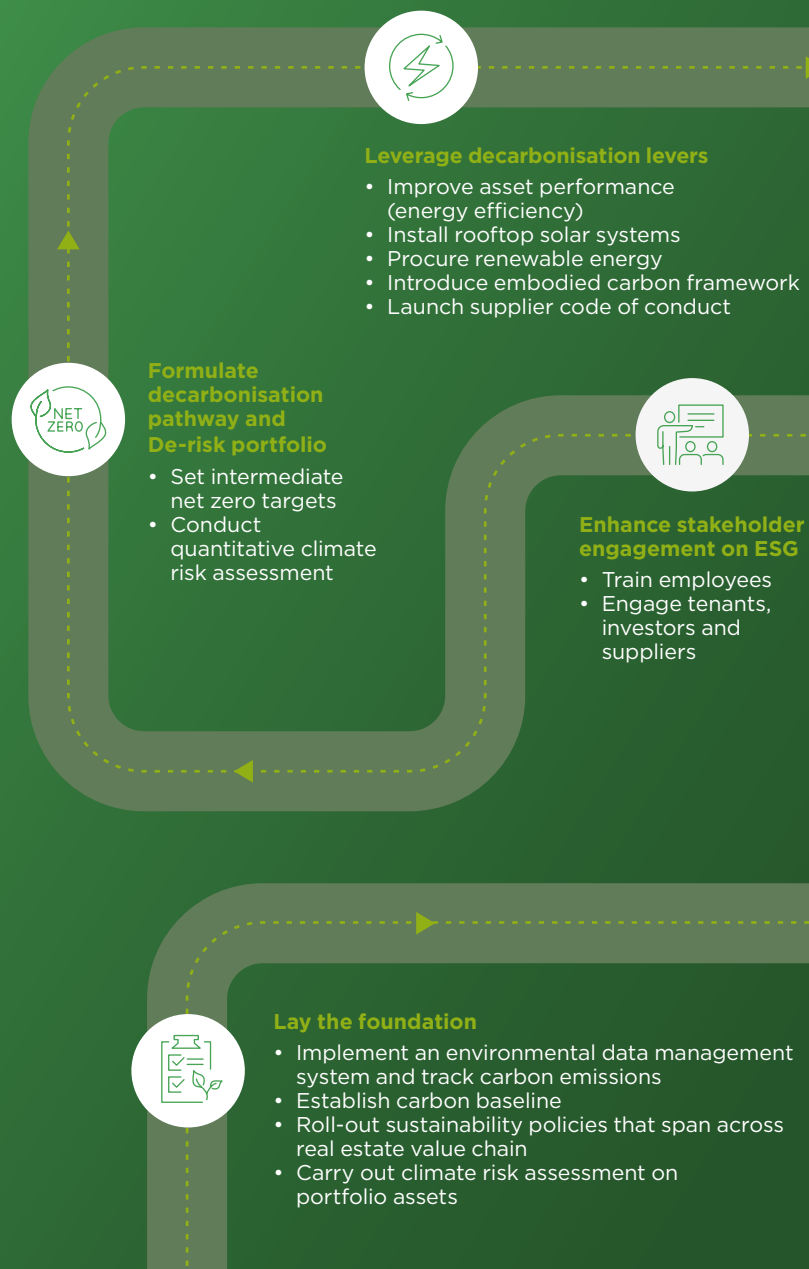 Leverage decarbonisation levers
• Improve asset performance
(energy efficiency)
• Install rooftop solar systems
• Procure renewable energy
• Introduce embodied carbon framework
• Launch supplier code of conduct
NET
ZERO
Formulate
decarbonisation
pathway and
De-risk portfolio
• Set intermediate
net zero targets
• Conduct
quantitative climate
risk assessment
Enhance stakeholder
engagement on ESG
• Train employees
• Engage tenants,
investors and
suppliers
Lay the foundation
• Implement an environmental data management
system and track carbon emissions
• Establish carbon baseline
• Roll-out sustainability policies that span across
real estate value chain
• Carry out climate risk assessment on
portfolio assets